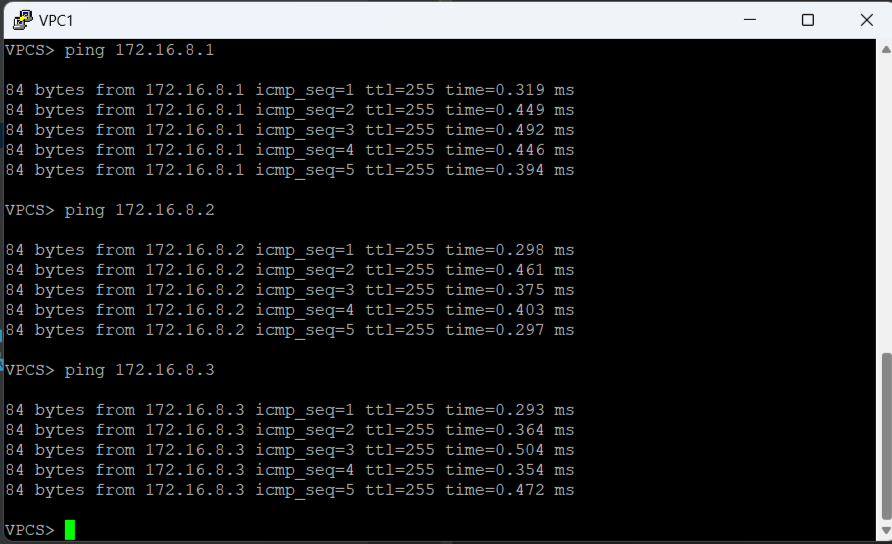 VPC1
VPCS> ping 172.16.8.1
84 bytes from 172.16.8.1 icmp_seq=1 ttl=255 time=0.319 ms
84 bytes from 172.16.8.1 icmp_seq=2 ttl=255 time=0.449 ms
84 bytes from 172.16.8.1 icmp_seq=3 ttl=255 time=0.492 ms
84 bytes from 172.16.8.1 icmp_seq=4 ttl=255 time=0.446 ms
84 bytes from 172.16.8.1 icmp_seq=5 ttl=255 time=0.394 ms
VPCS> ping 172.16.8.2
84 bytes from 172.16.8.2 icmp_seq=1 ttl=255 time=0.298 ms
84 bytes from 172.16.8.2 icmp_seq=2 ttl=255 time=0.461 ms
84 bytes from 172.16.8.2 icmp_seq=3 ttl=255 time=0.375 ms
84 bytes from 172.16.8.2 icmp_seq=4 ttl=255 time=0.403 ms
84 bytes from 172.16.8.2 icmp_seq=5 ttl=255 time=0.297 ms
VPCS> ping 172.16.8.3
84 bytes from 172.16.8.3 icmp_seq=1 ttl=255 time=0.293 ms
84 bytes from 172.16.8.3 icmp_seq=2 ttl=255 time=0.364 ms
84 bytes from 172.16.8.3 icmp_seq=3 ttl=255 time=0.504 ms
84 bytes from 172.16.8.3 icmp_seq=4 ttl=255 time=0.354 ms
84 bytes from 172.16.8.3 icmp_seq=5 ttl=255 time=0.472 ms
VPCS>